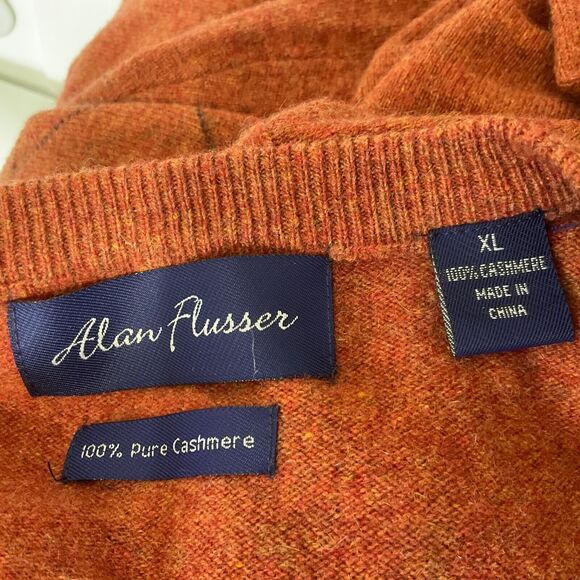 Alan Flusser
100% Pure Cashmere
XL
100% CASHMERE
MADE IN
CHINA